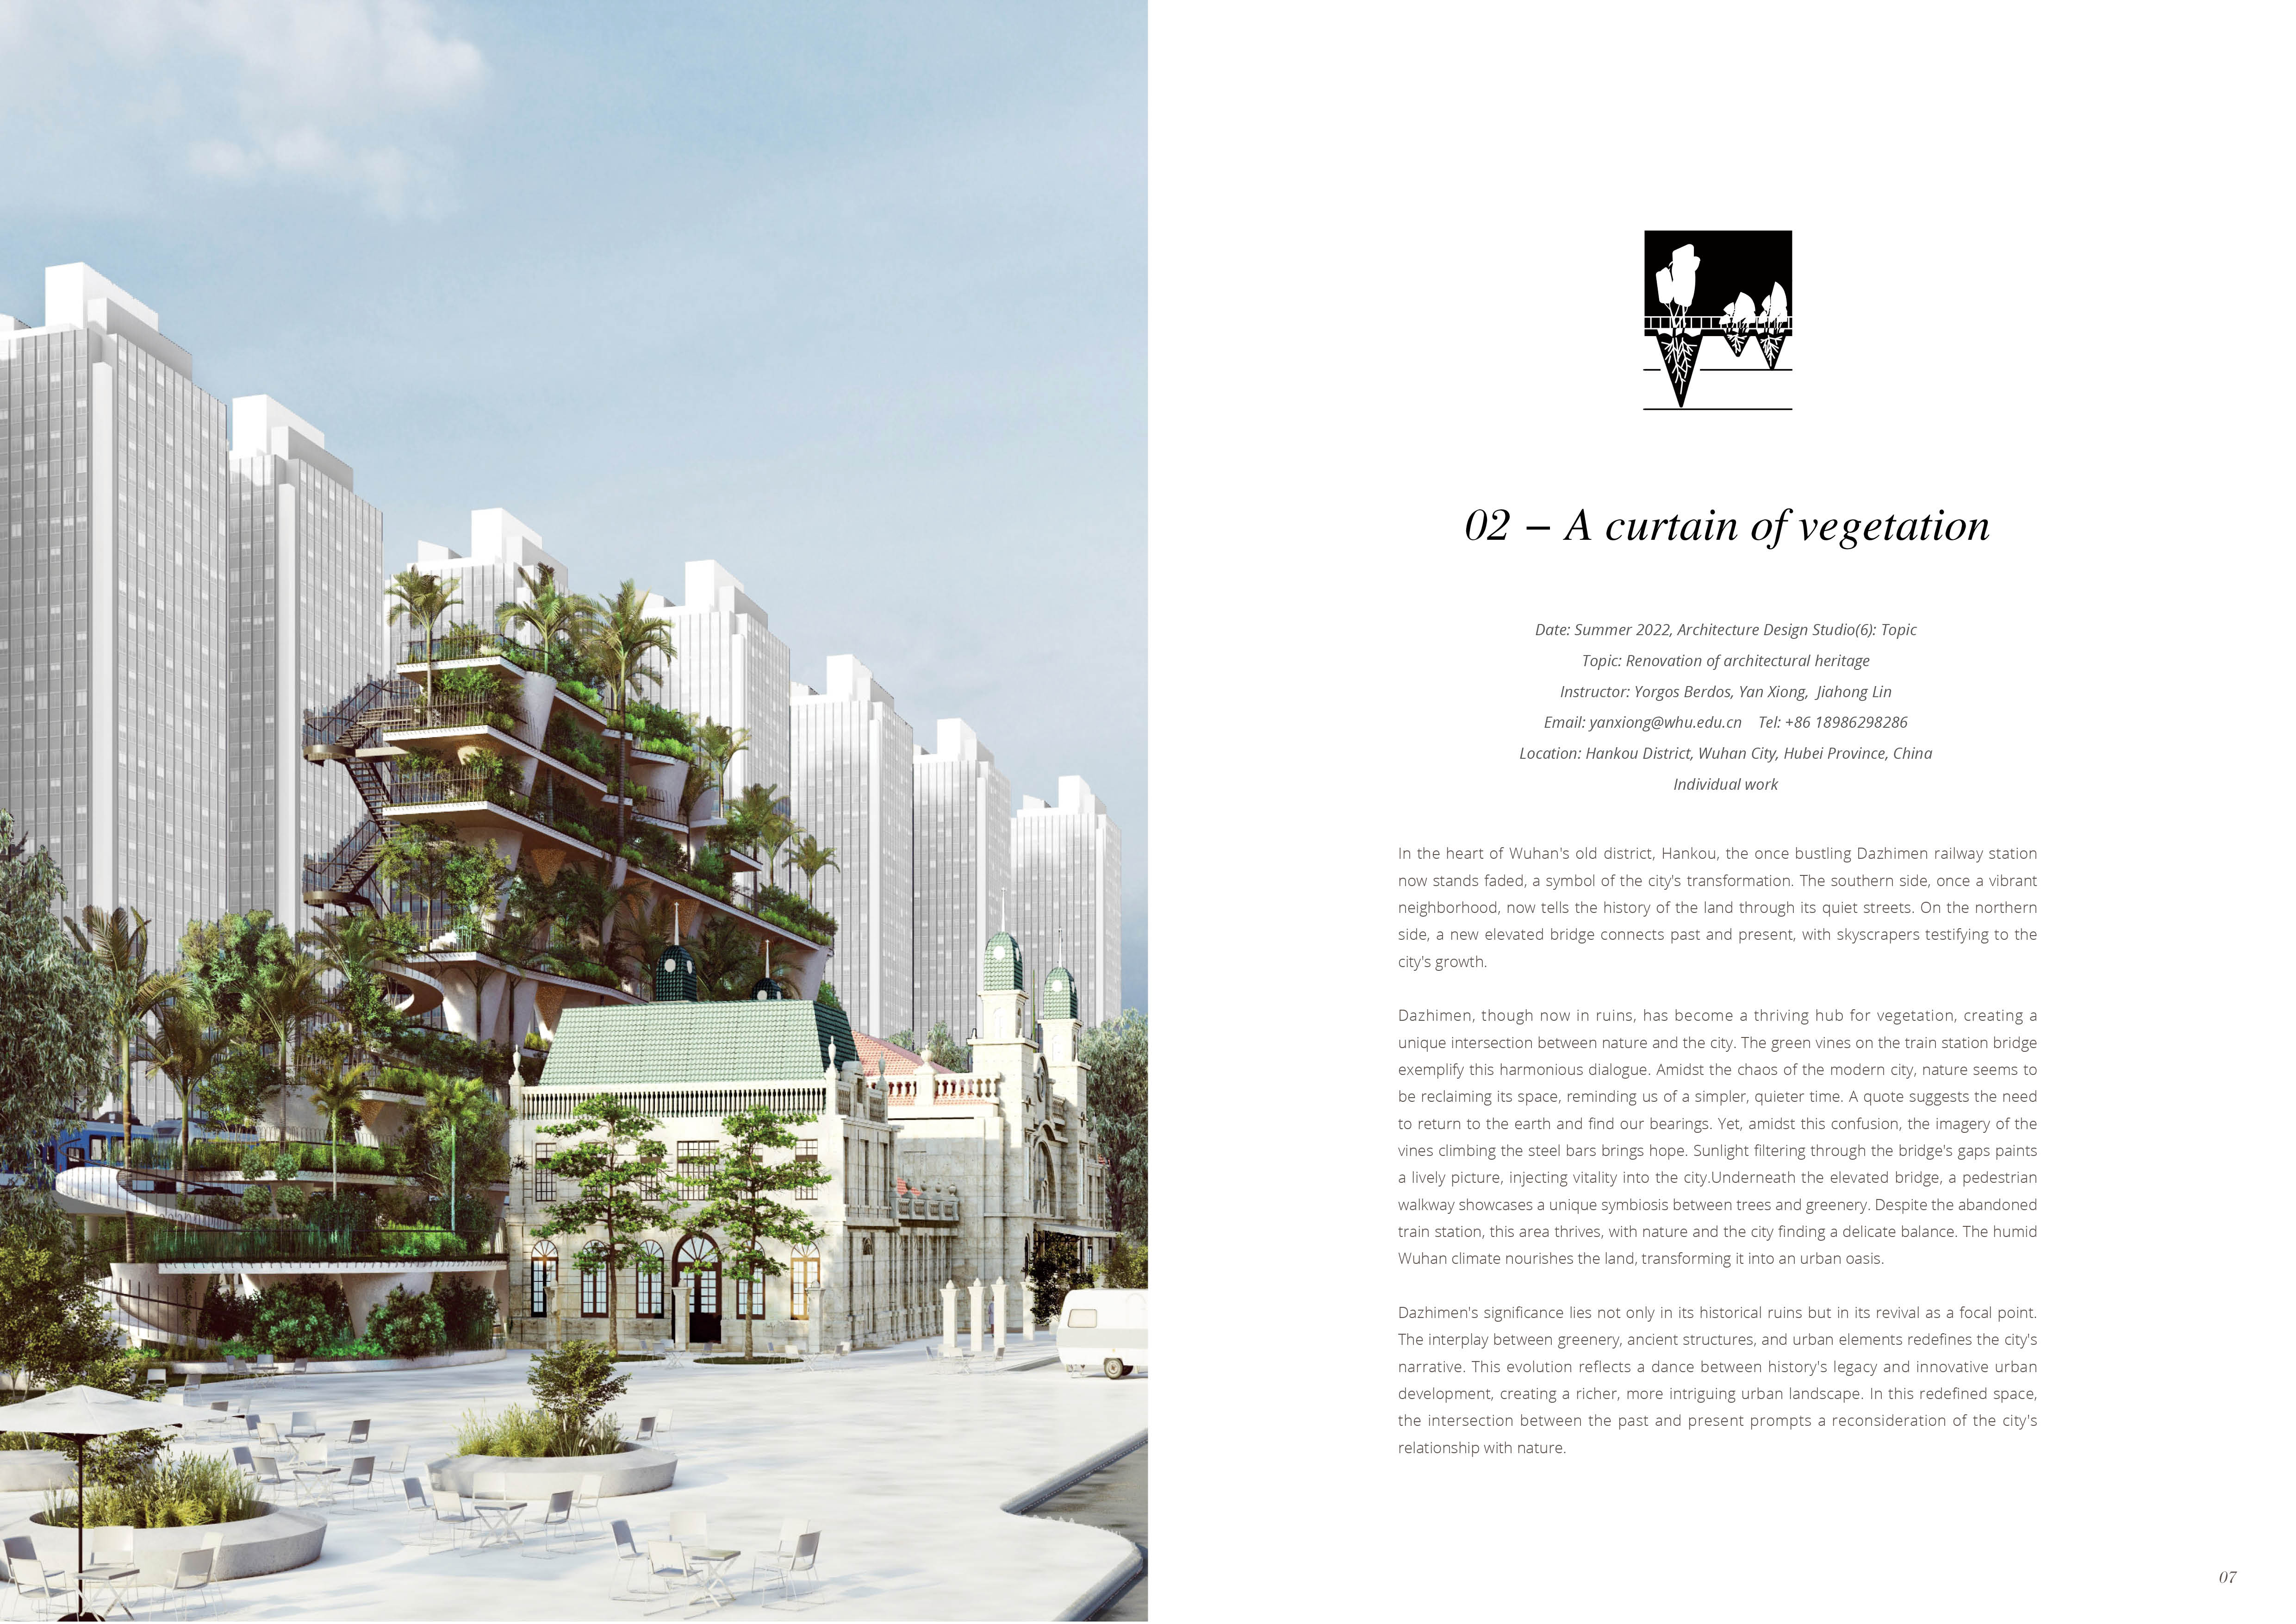 02 – A curtain of vegetation
Date: Summer 2022, Architecture Design Studio(6): Topic
Topic: Renovation of architectural heritage
Instructor: Yorgos Berdos, Yan Xiong,  Jiahong Lin
Email: yanxiong@whu.edu.cn    Tel: +86 18986298286
Location: Hankou District, Wuhan City, Hubei Province, China
Individual work
In the heart of Wuhan's old district, Hankou, the once bustling Dazhimen railway station
now stands faded, a symbol of the city's transformation. The southern side, once a vibrant
neighborhood, now tells the history of the land through its quiet streets. On the northern
side, a new elevated bridge connects past and present, with skyscrapers testifying to the
city's growth.
Dazhimen, though now in ruins, has become a thriving hub for vegetation, creating a
unique intersection between nature and the city. The green vines on the train station bridge
exemplify this harmonious dialogue. Amidst the chaos of the modern city, nature seems to
be reclaiming its space, reminding us of a simpler, quieter time. A quote suggests the need
to return to the earth and find our bearings. Yet, amidst this confusion, the imagery of the
vines climbing the steel bars brings hope. Sunlight filtering through the bridge's gaps paints
a lively picture, injecting vitality into the city.Underneath the elevated bridge, a pedestrian
walkway showcases a unique symbiosis between trees and greenery. Despite the abandoned
train station, this area thrives, with nature and the city finding a delicate balance. The humid
Wuhan climate nourishes the land, transforming it into an urban oasis.
Dazhimen's significance lies not only in its historical ruins but in its revival as a focal point.
The interplay between greenery, ancient structures, and urban elements redefines the city's
narrative. This evolution reflects a dance between history's legacy and innovative urban
development, creating a richer, more intriguing urban landscape. In this redefined space,
the intersection between the past and present prompts a reconsideration of the city's
relationship with nature.
07